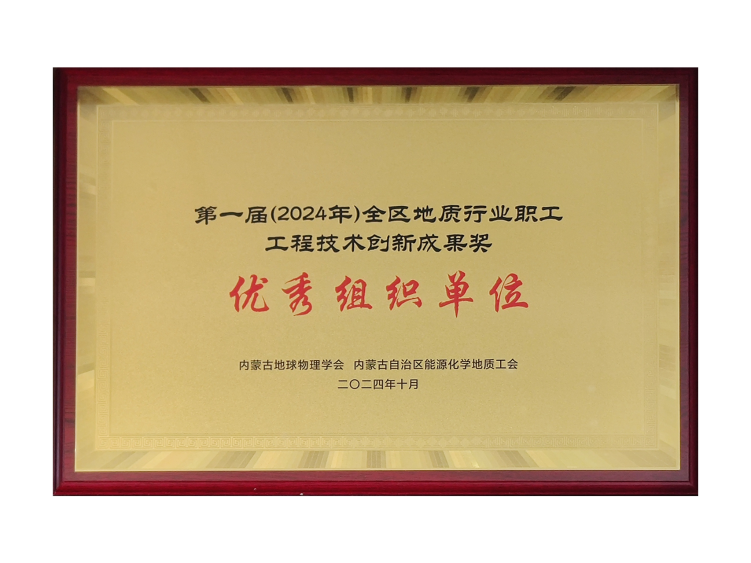 第一届(2024年)全区地质行业职工
工程技术创新成果奖
优秀组织单位
内蒙古地球物理学会 内蒙古自治区能源化学地质工会
二〇二四年十月